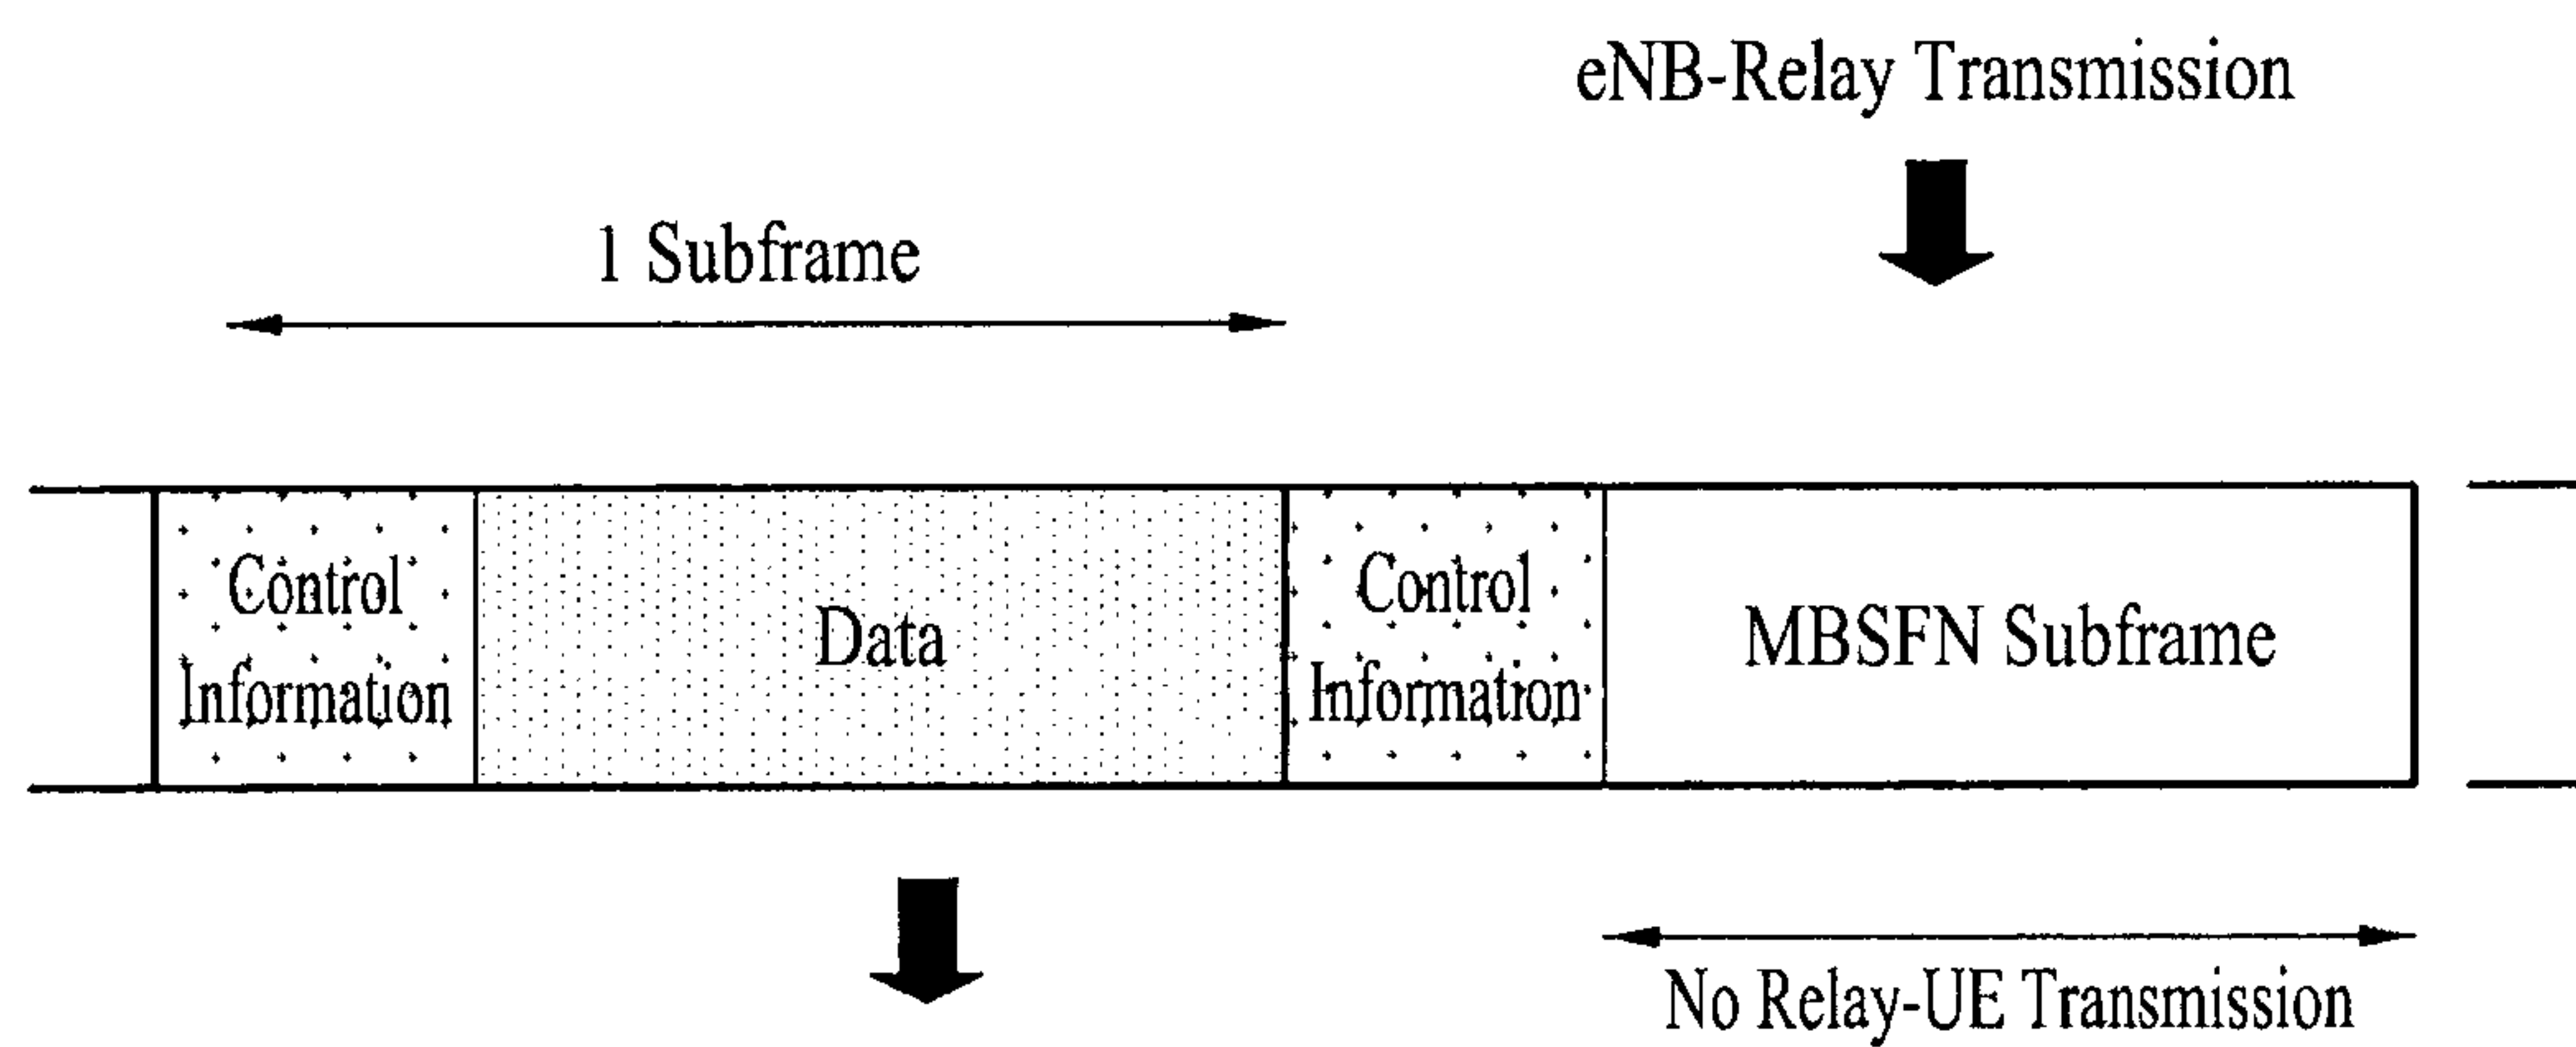 eNB-Relay Transmission
1 Subframe
Control
Information
Data
Control
Information
MBSFN Subframe
No Relay-UE Transmission